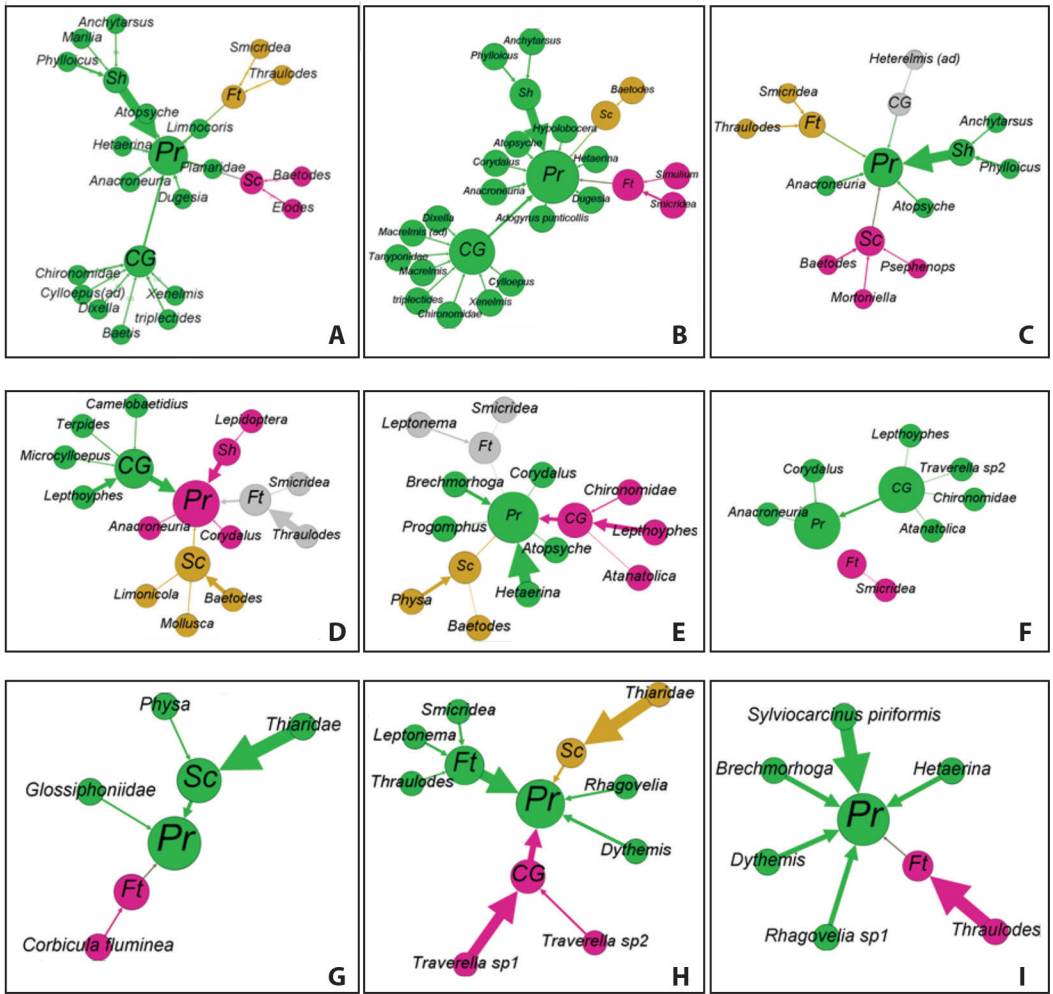 Anchytarsus
Marilia
Phylloicus
Sh
Smicridea
Thraulodes
Ft
Atopsyche
Limnocoris
Hetaerina
Pr
Planandae
Anacroneuria
Sc
Baetodes
Dugesia
Elodes
CG
Chironomidae
Cylloepus(ad)
Xenelmis
Dixella
triplectides
Baetis
A
Anchytarsus
Phylloicus
Sh
Baetodes
Sc
Hypolobocera
Atopsyche
Corydalus
Hetaerina
Pr
Ft
Simulium
Anacroneuria
Dugesia
Smicridea
Adogyrus puncticollis
Dixella
Macrelmis (ad)
CG
Tanyponidae
Macrelmis
Cylloepus
triplectides
Xenelmis
Chironomidae
B
Heterelmis (ad)
Smicridea
CG
Thraulodes
Ft
Anchytarsus
Sh
Pr
Phylloicus
Anacroneuria
Atopsyche
Sc
Baetodes
Psephenops
Mortoniella
C
Camelobaetidius
Terpides
Lepidoptera
Microcylloepus
CG
Sh
Lepthoyphes
Pr
Ft
Smicridea
Anacroneuria
Corydalus
Thraulodes
Sc
Limonicola
Baetodes
Mollusca
D
Smicridea
Leptonema
Ft
Corydalus
Brechmorhoga
Chironomidae
Progomphus
Pr
CG
Lepthoyphes
Atopsyche
Sc
Atanatolica
Physa
Hetaerina
Baetodes
E
Lepthoyphes
Corydalus
Traverella sp2
CG
Chironomidae
Anacroneuria
Pr
Atanatolica
Ft
Smicridea
F
Physa
Thiaridae
Sc
Glossiphoniidae
Pr
Ft
Corbicula fluminea
G
Thiaridae
Smicridea
Leptonema
Sc
Ft
Thraulodes
Rhagovelia
Pr
Dythemis
CG
Traverella sp2
Traverella sp1
H
Sylviocarcinus piriformis
Brechmorhoga
Hetaerina
Pr
Dythemis
Ft
Rhagovelia sp1
Thraulodes
I